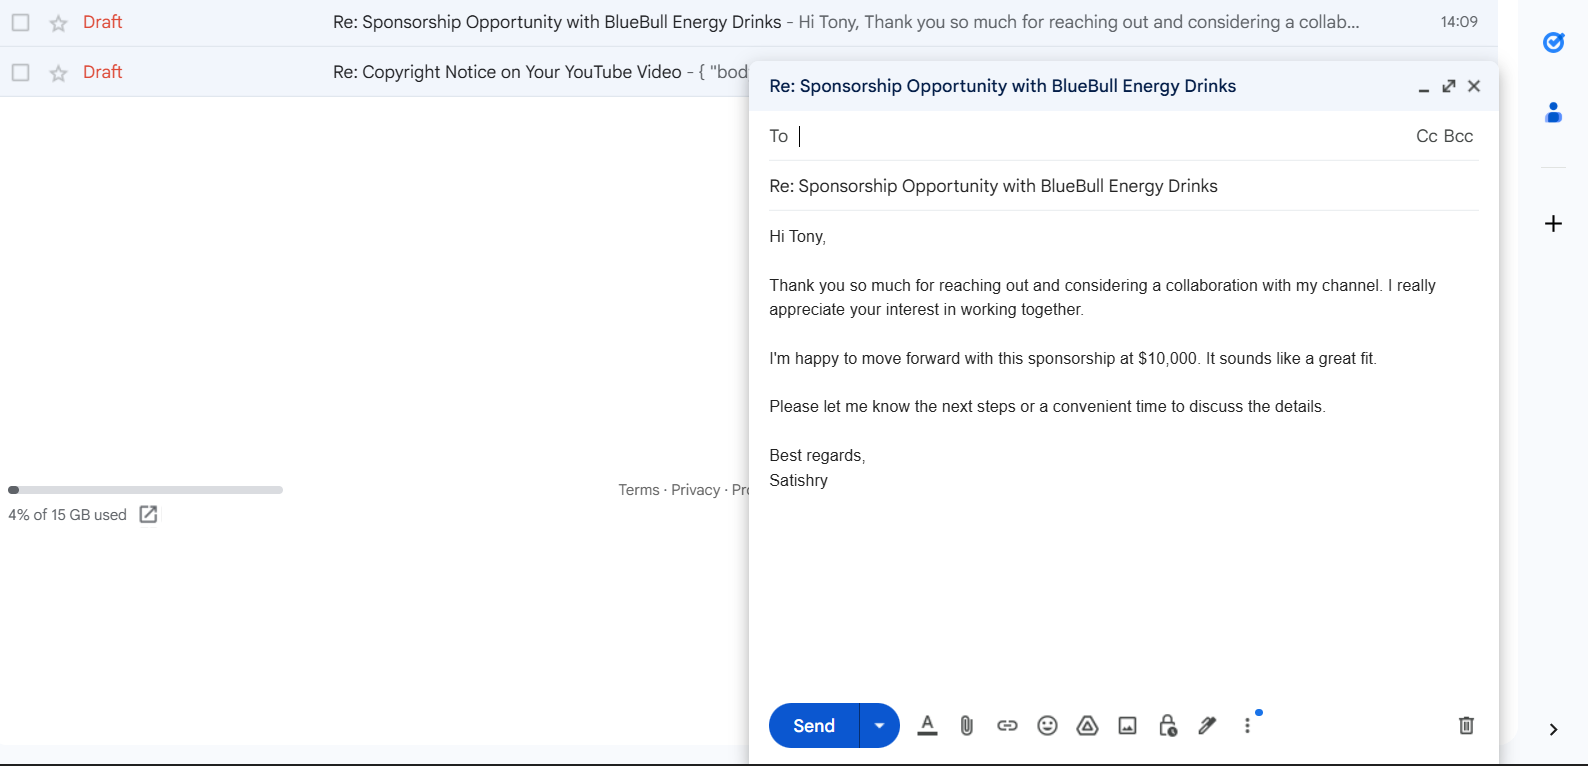 Draft Re: Sponsorship Opportunity with BlueBull Energy Drinks - Hi Tony, Thank you so much for reaching out and considering a collab... 14:09
Draft Re: Copyright Notice on Your YouTube Video - { "bod
Re: Sponsorship Opportunity with BlueBull Energy Drinks
To Cc Bcc
Re: Sponsorship Opportunity with BlueBull Energy Drinks
Hi Tony,
Thank you so much for reaching out and considering a collaboration with my channel. I really
appreciate your interest in working together.
I'm happy to move forward with this sponsorship at $10,000. It sounds like a great fit.
Please let me know the next steps or a convenient time to discuss the details.
Best regards,
Satishry
Terms · Privacy ·
4% of 15 GB used
Send